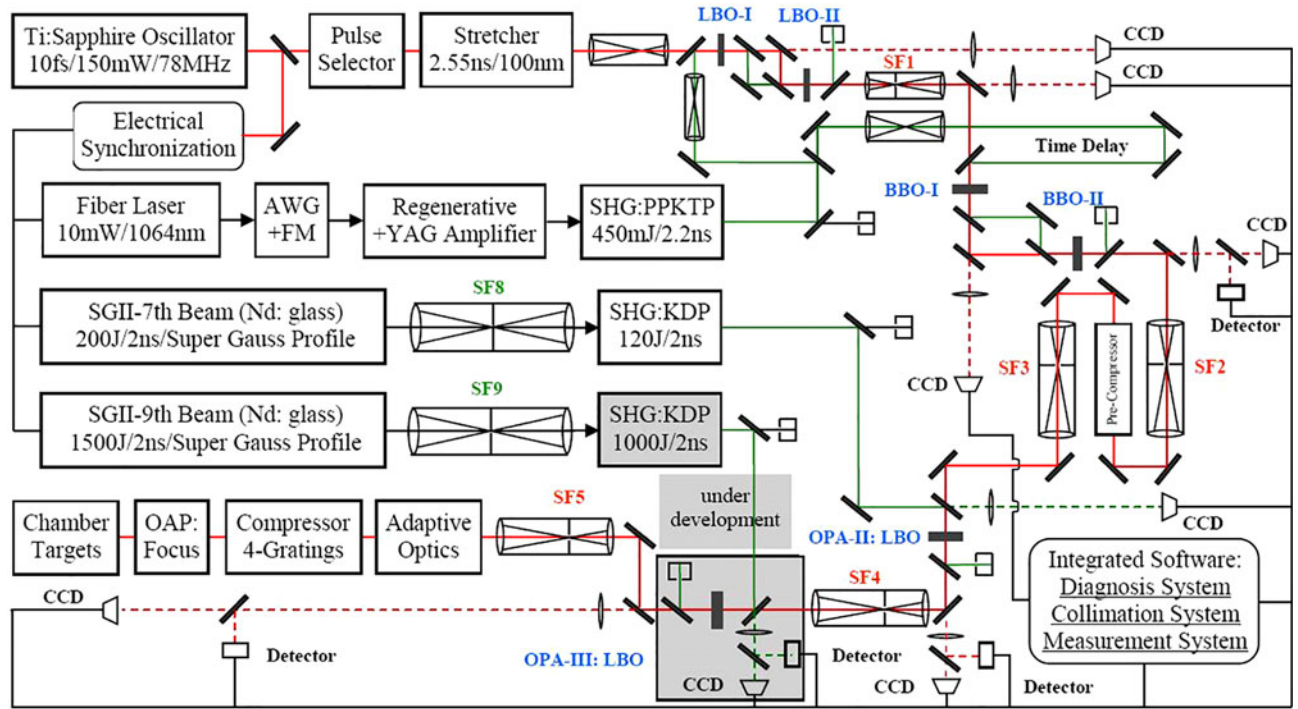 LBO-I
LBO-II
CCD
Ti:Sapphire Oscillator
10fs/150mW/78MHz
Pulse
Selector
Stretcher
2.55ns/100nm
SF1
CCD
Electrical
Synchronization
Time Delay
BBO-I
BBO-II
Fiber Laser
10mW/1064nm
AWG
+FM
Regenerative
+YAG Amplifier
SHG:PPKTP
450mJ/2.2ns
CCD
SF8
SGII-7th Beam (Nd: glass)
200J/2ns/Super Gauss Profile
SHG:KDP
120J/2ns
Detector
SF3
Pre-Compressor
SF2
CCD
SF9
SGII-9th Beam (Nd: glass)
1500J/2ns/Super Gauss Profile
SHG:KDP
1000J/2ns
under
development
SF5
Chamber
Targets
OAP:
Focus
Compressor
4-Gratings
Adaptive
Optics
OPA-II: LBO
CCD
Integrated Software:
Diagnosis System
Collimation System
Measurement System
SF4
CCD
Detector
OPA-III: LBO
Detector
CCD
CCD
Detector